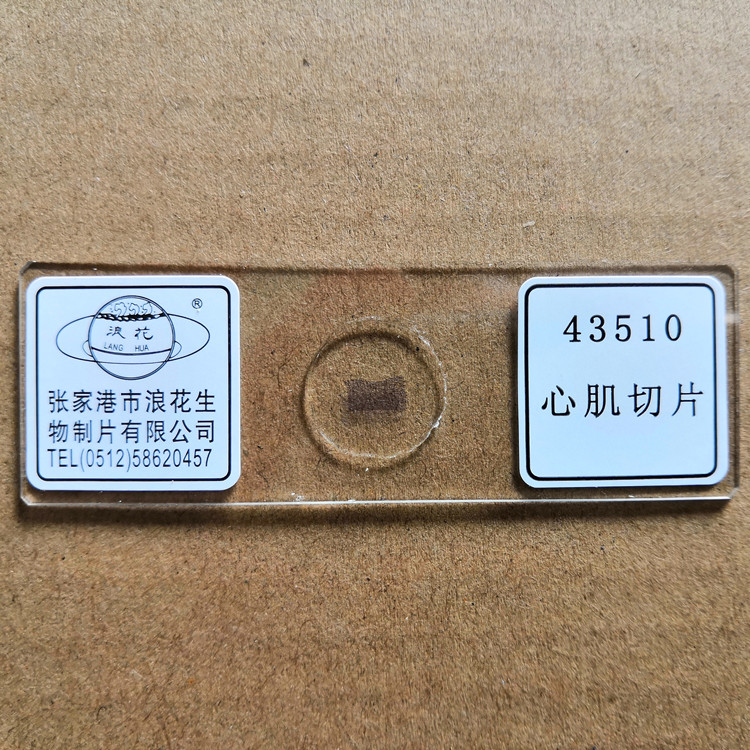 ®
浪花
LANG HUA
张家港市浪花生
物制片有限公司
TEL(0512)58620457
43510
心肌切片